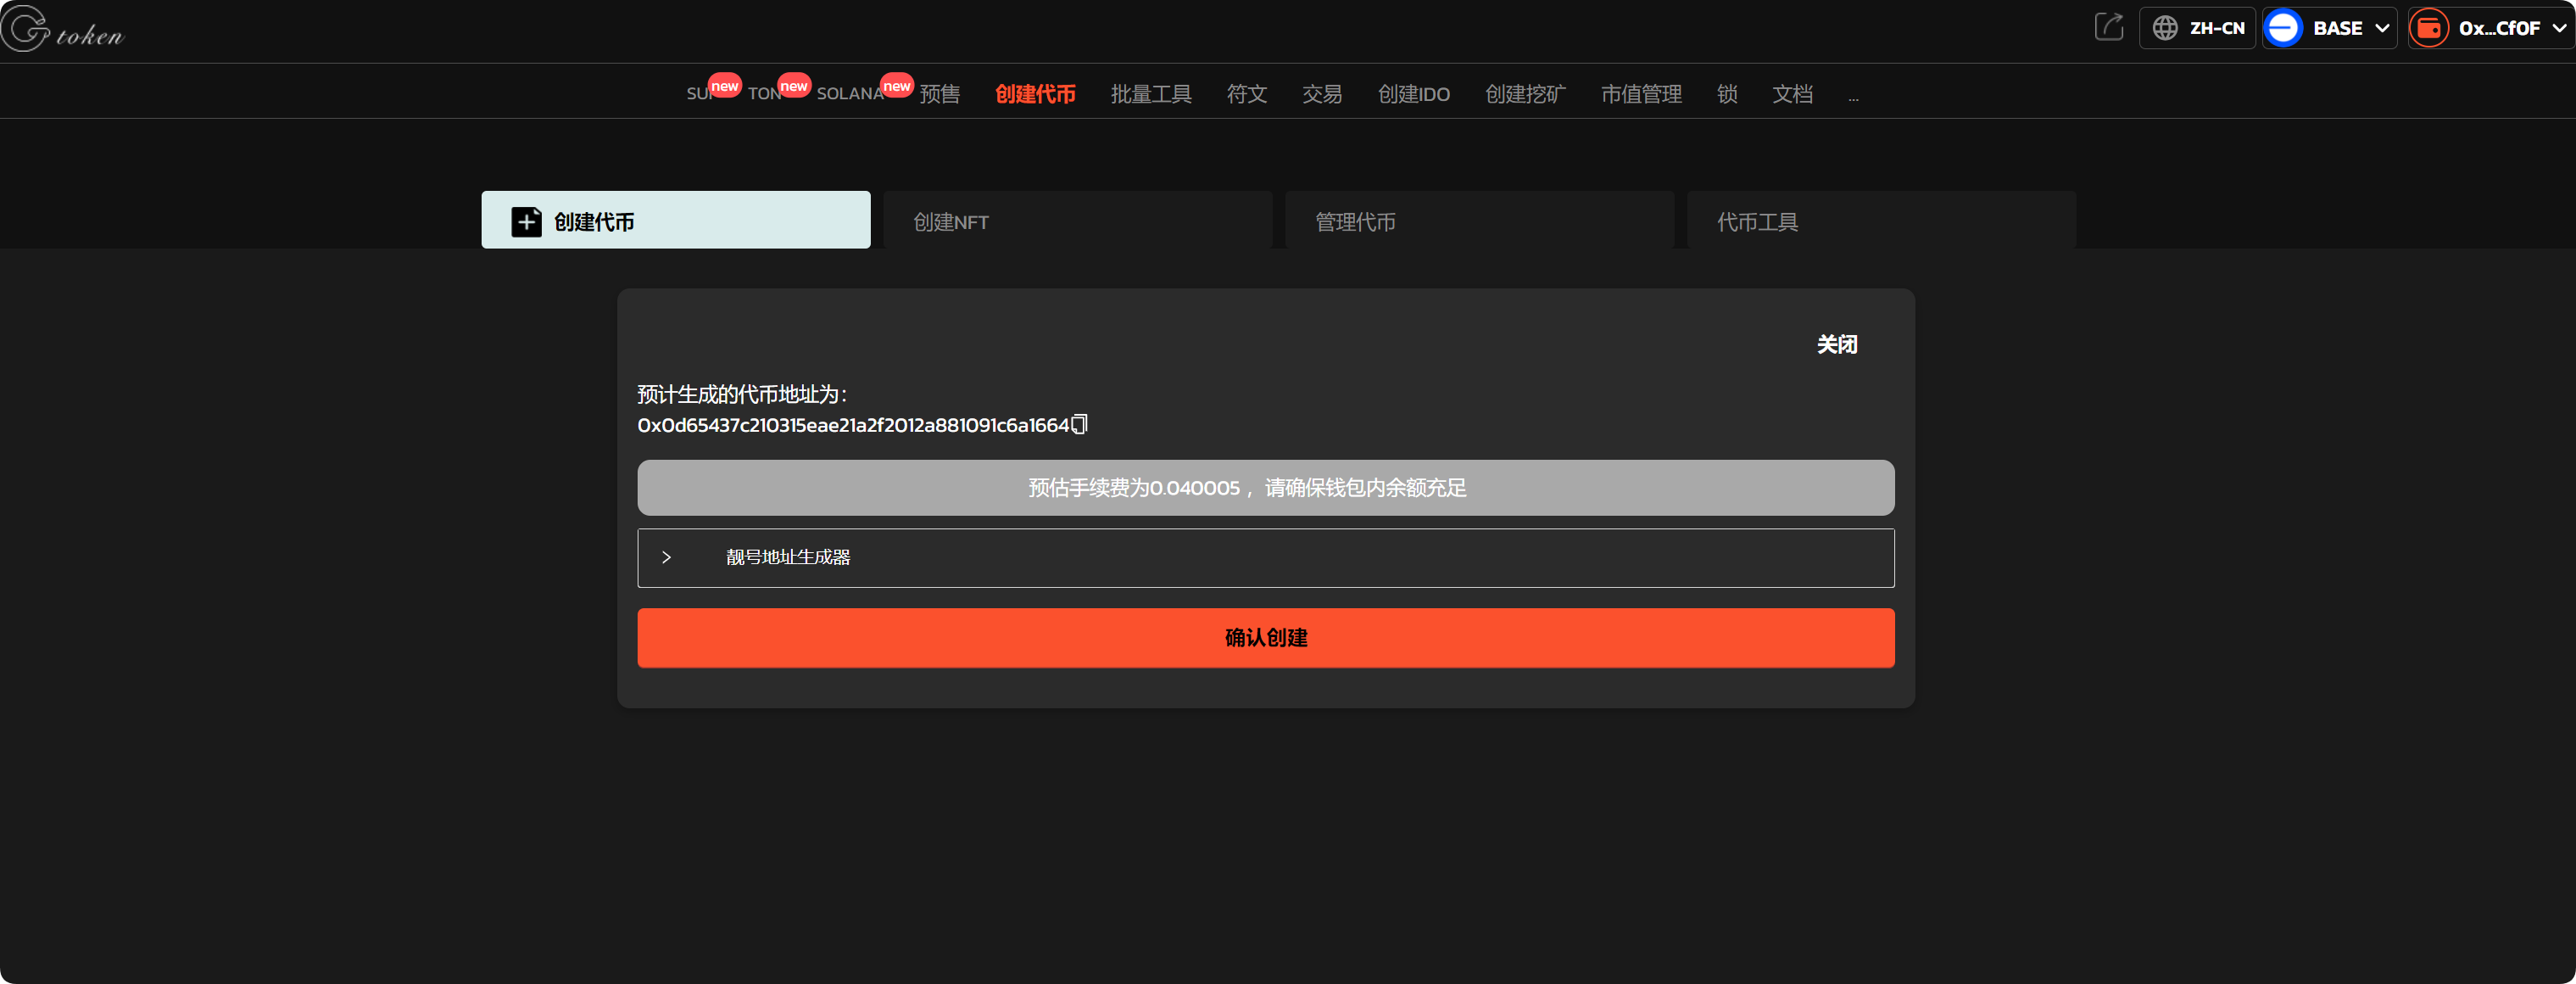 G token
ZH-CN
BASE
0x...Cf0F
new
new
new
TON
SOLANA
预售
创建代币
批量工具
符文
交易
创建IDO
创建挖矿
市值管理
锁
文档
...
创建代币
创建NFT
管理代币
代币工具
关闭
预计生成的代币地址为：
0x0d65437c210315eae21a2f2012a881091c6a1664
预估手续费为0.040005 ，请确保钱包内余额充足
靓号地址生成器
确认创建